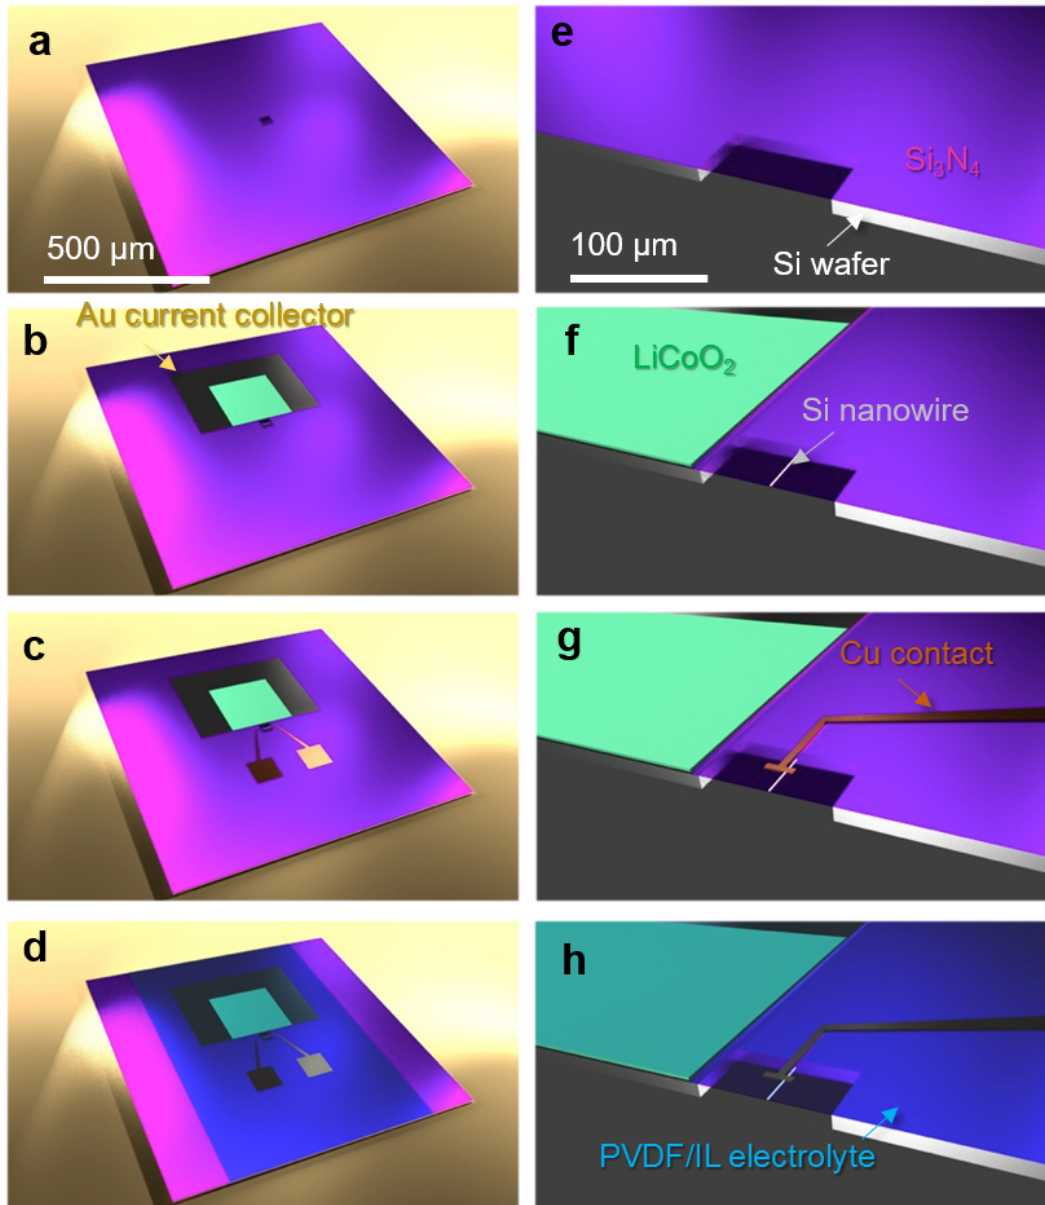 a
e
Si₃N₄
500 µm
100 µm
Si wafer
Au current collector
b
f
LiCoO₂
Si nanowire
c
g
Cu contact
d
h
PVDF/IL electrolyte